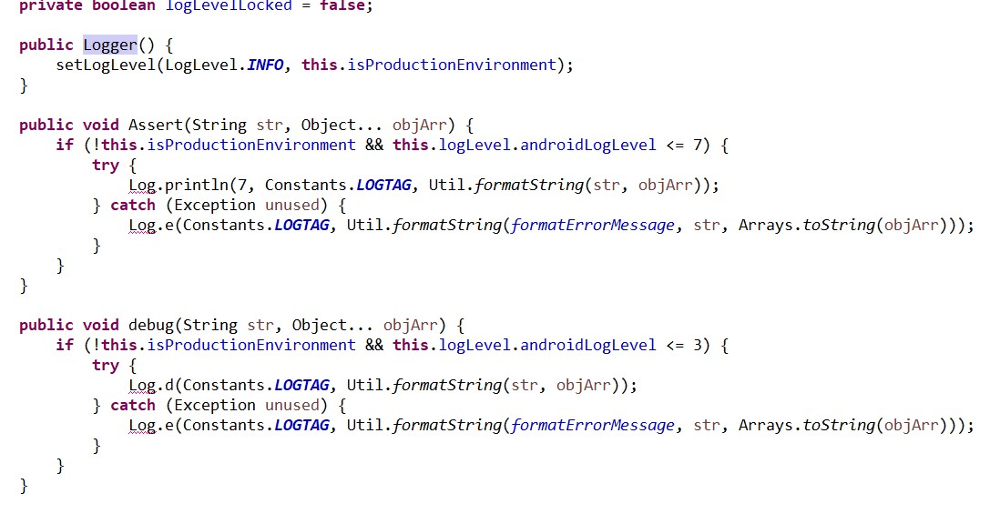 private boolean logLevelLocked = false;
public Logger() {
setLogLevel(LogLevel.INFO, this.isProductionEnvironment);
}
public void Assert(String str, Object... objArr) {
if (!this.isProductionEnvironment && this.logLevel.androidLogLevel <= 7) {
try {
Log.println(7, Constants.LOGTAG, Util.formatString(str, objArr));
} catch (Exception unused) {
Log.e(Constants.LOGTAG, Util.formatString(formatErrorMessage, str, Arrays.toString(objArr)));
}
}
}
public void debug(String str, Object... objArr) {
if (!this.isProductionEnvironment && this.logLevel.androidLogLevel <= 3) {
try {
Log.d(Constants.LOGTAG, Util.formatString(str, objArr));
} catch (Exception unused) {
Log.e(Constants.LOGTAG, Util.formatString(formatErrorMessage, str, Arrays.toString(objArr)));
}
}
}